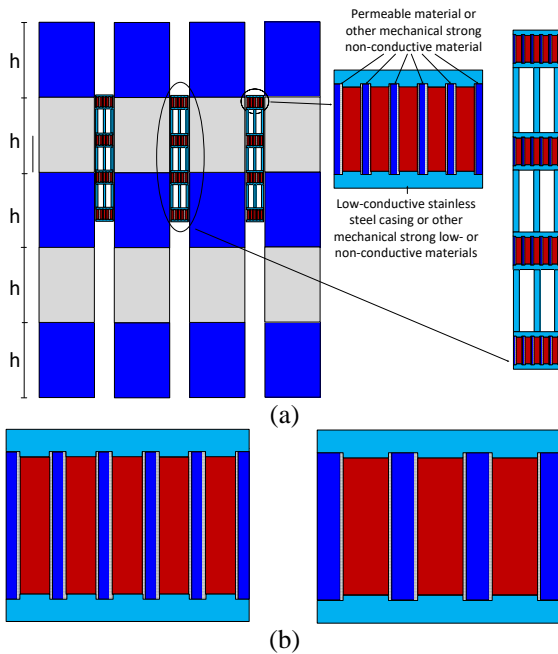 Permeable material or
other mechanical strong
non-conductive material
h
h
h
h
h
Low-conductive stainless
steel casing or other
mechanical strong low- or
non-conductive materials
(a)
(b)